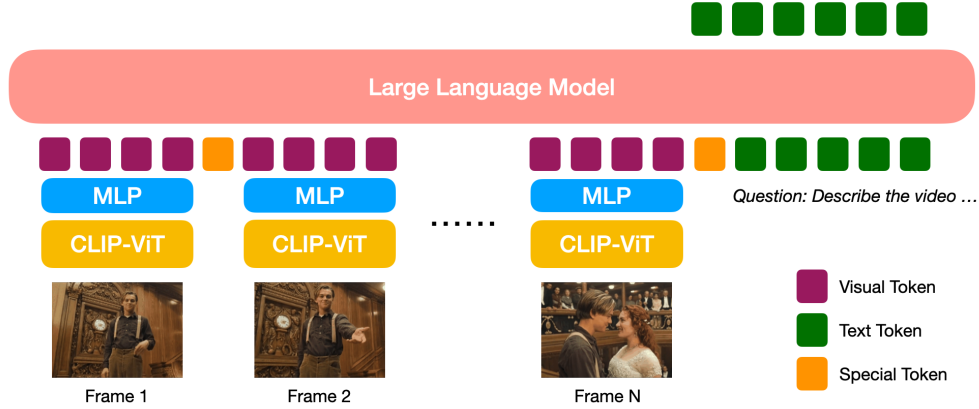 Large Language Model
MLP
MLP
......
MLP
Question: Describe the video ...
CLIP-ViT
CLIP-ViT
CLIP-ViT
Visual Token
Text Token
Special Token
Frame 1
Frame 2
Frame N